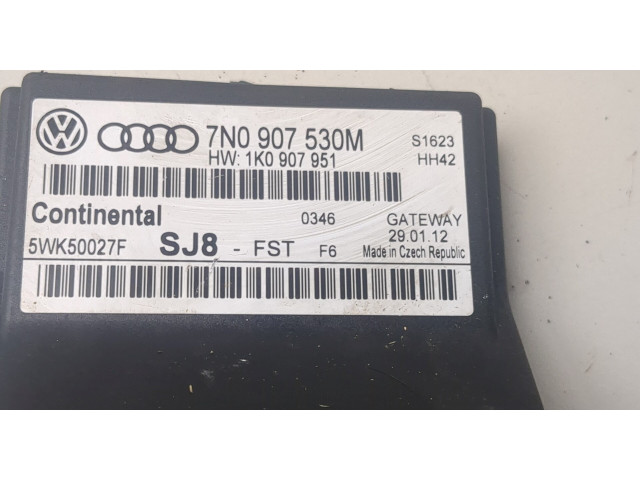 7N0 907 530M S1623
HW: 1K0 907 951 HH42
Continental 0346 GATEWAY
29.01.12
5WK50027F SJ8 - FST F6 Made in Czech Republic